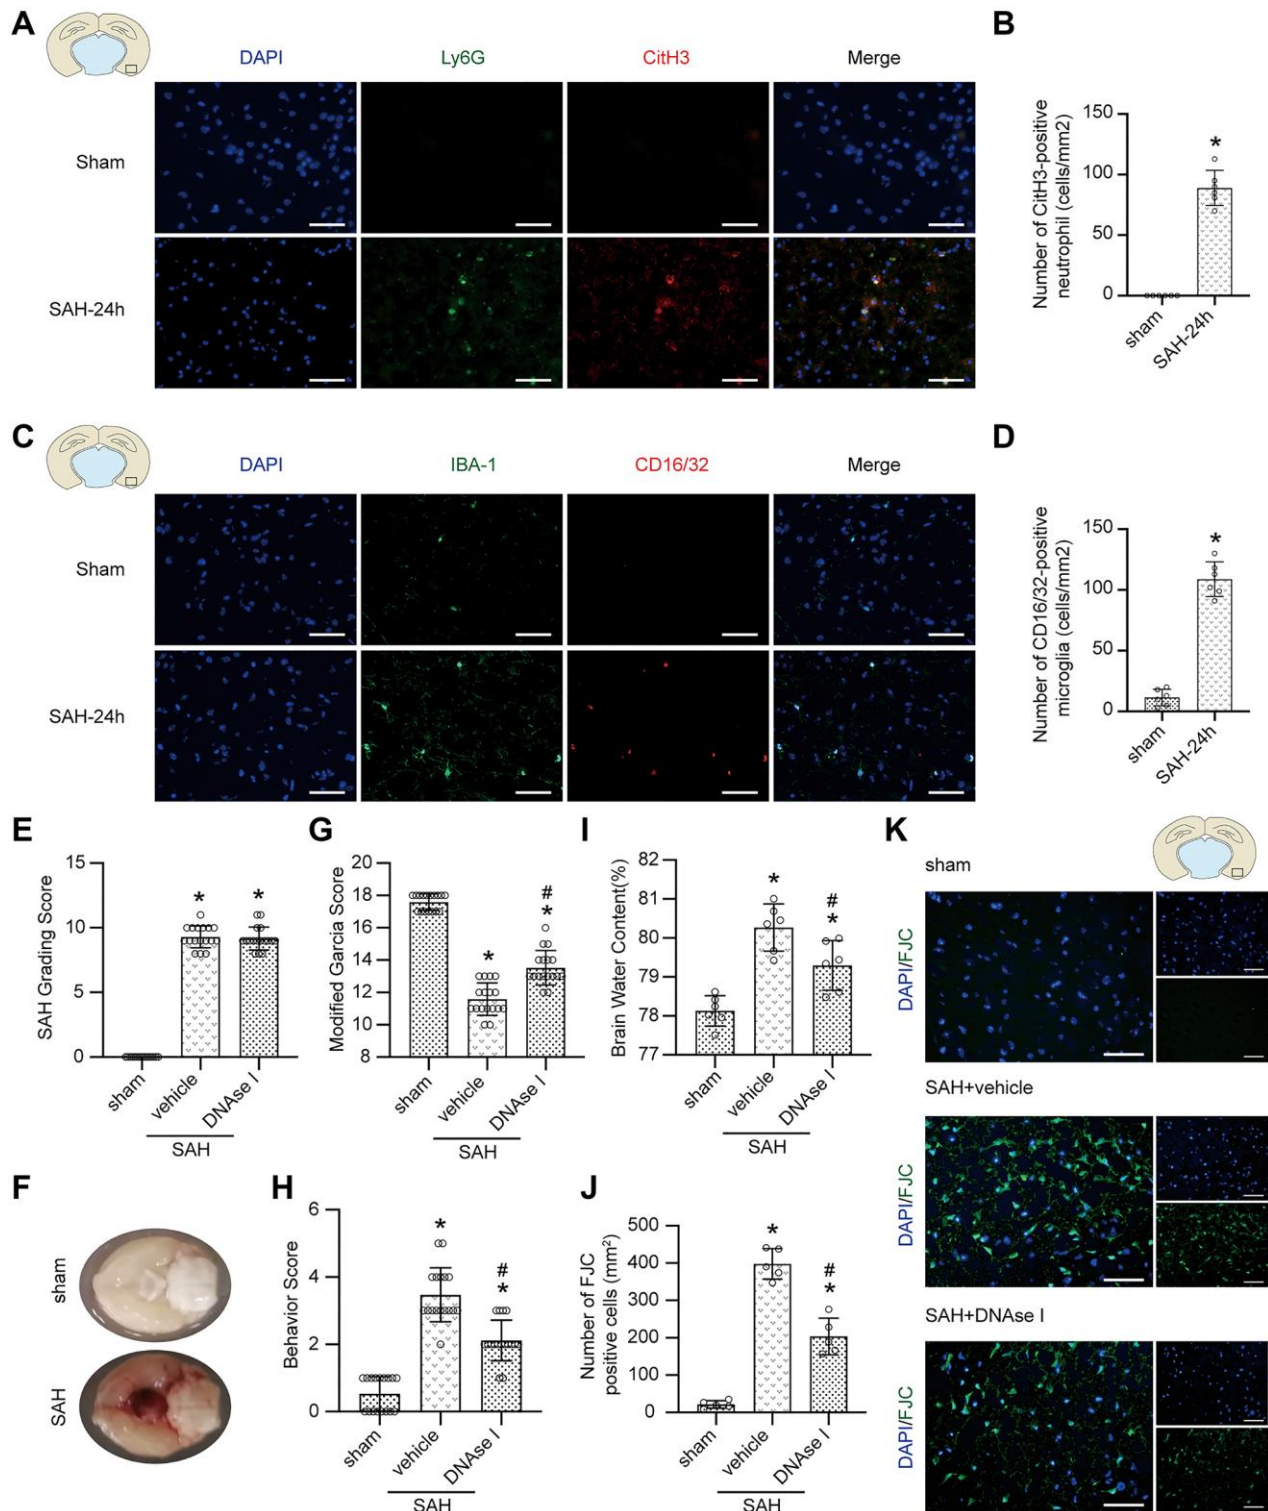 A
DAPI
Ly6G
CitH3
Merge
Sham
SAH-24h
B
Number of CitH3-positive
neutrophil (cells/mm2)
150
100
50
0
*
sham
SAH-24h
C
DAPI
IBA-1
CD16/32
Merge
Sham
SAH-24h
D
Number of CD16/32-positive
microglia (cells/mm2)
150
100
50
0
*
sham
SAH-24h
E
SAH Grading Score
15
10
5
0
*
*
sham
vehicle
DNAse I
SAH
G
Modified Garcia Score
20
18
16
14
12
10
8
*
#
*
sham
vehicle
DNAse I
SAH
I
Brain Water Content(%)
82
81
80
79
78
77
*
#
*
sham
vehicle
DNAse I
SAH
K
sham
DAPI/FJC
SAH+vehicle
DAPI/FJC
SAH+DNAse I
DAPI/FJC
F
sham
SAH
H
Behavior Score
6
4
2
0
*
#
*
sham
vehicle
DNAse I
SAH
J
Number of FJC
positive cells (mm²)
500
400
300
200
100
0
*
#
*
sham
vehicle
DNAse I
SAH